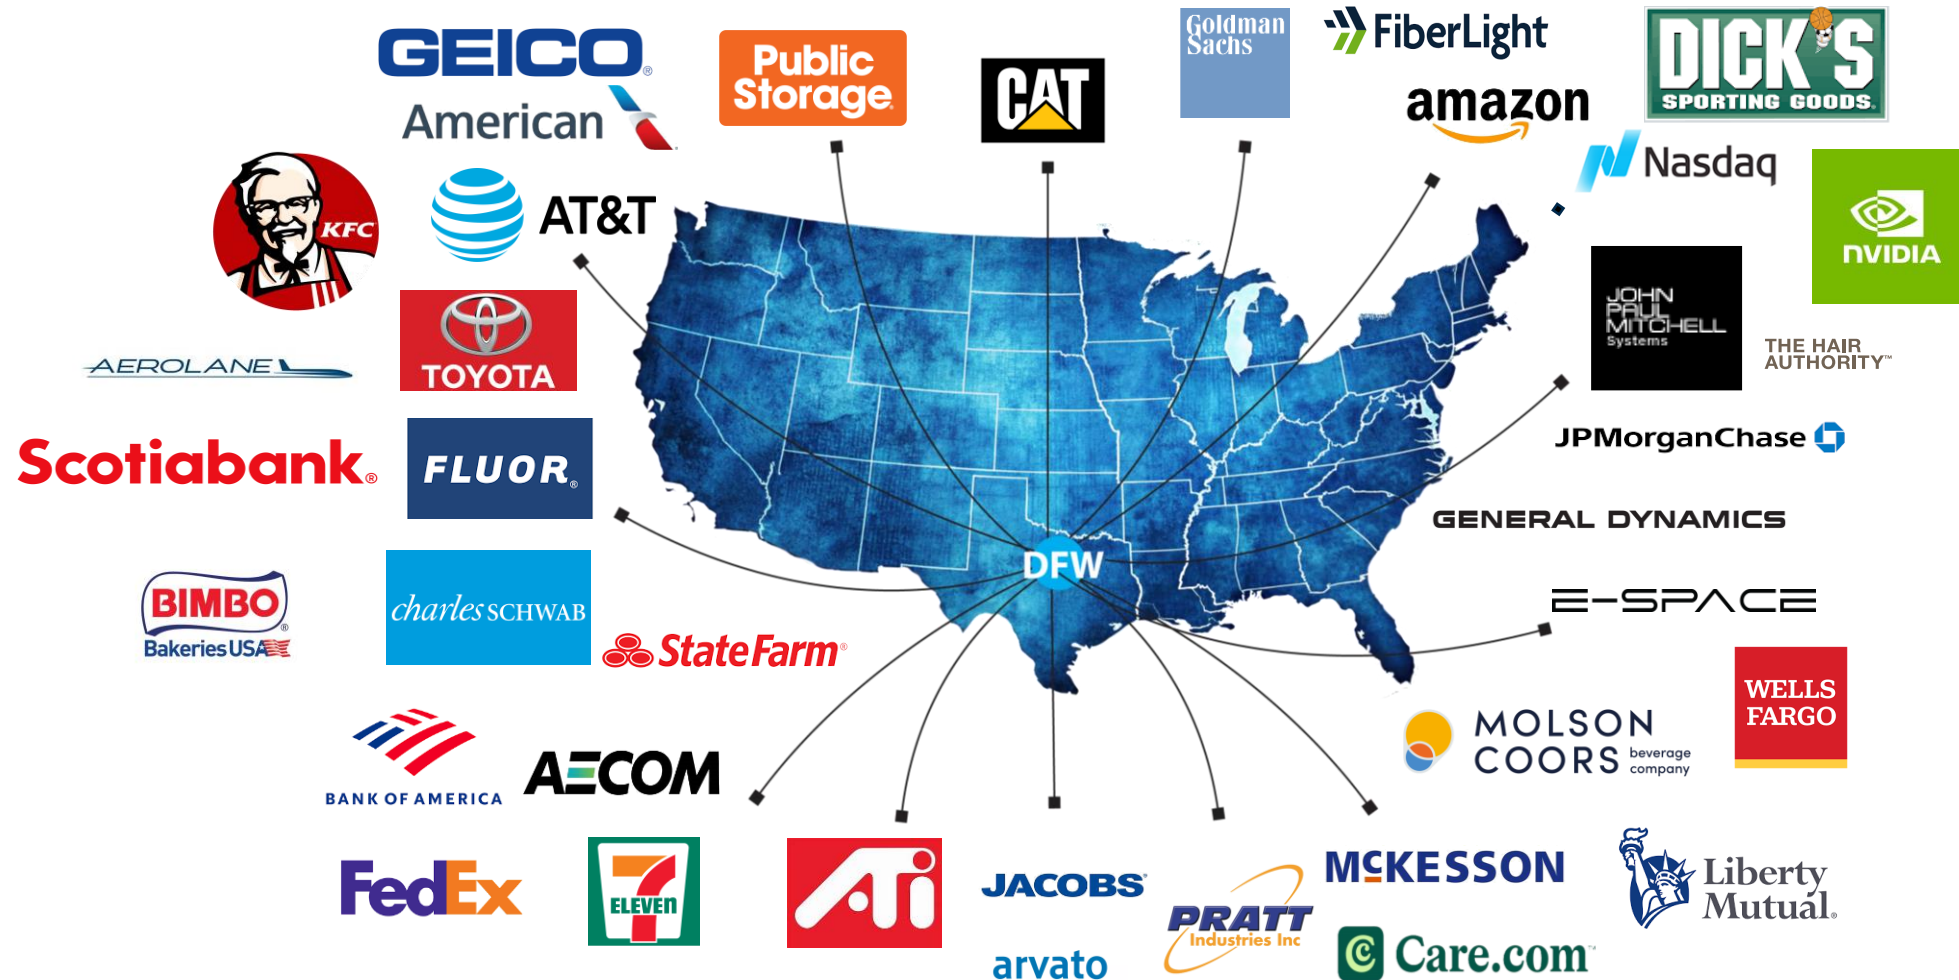 GEICO®
American
Public
Storage
CAT
Goldman
Sachs
FiberLight
amazon
DICK'S
SPORTING GOODS
Nasdaq
NVIDIA
KFC
AT&T
JOHN
PAUL
MITCHELL
Systems
THE HAIR
AUTHORITY™
AEROLANE
TOYOTA
JPMorganChase
Scotiabank®
FLUOR®
GENERAL DYNAMICS
DFW
BIMBO®
Bakeries USA
charles SCHWAB
StateFarm®
E-SPACE
WELLS
FARGO
MOLSON
COORS beverage
company
BANK OF AMERICA
AECOM
FedEx
7
ELEVEN
ATi
JACOBS
arvato
PRATT
Industries Inc
McKESSON
Care.com
Liberty
Mutual®